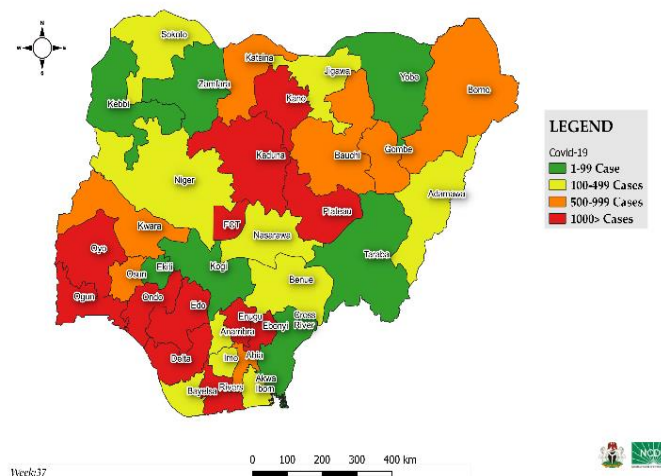 Sokoto
Katsina
Jigawa
Yobo
Zamfara
Kano
Borno
Kebbi
Kaduna
Bauchi
Gombe
Niger
Adamawa
Plateau
FCT
Kwara
Nasarawa
Oyo
Taraba
Osun
Ekiti
Kogi
Benue
Ogun
Ondo
Edo
Enugu
Cross
River
Anambra
Ebonyi
Delta
Imo
Abia
Akwa
Ibom
Bayelsa
Rivers
LEGEND
Covid-19
1-99 Case
100-499 Cases
500-999 Cases
1000> Cases
Week:37
0 100 200 300 400 km
NCD